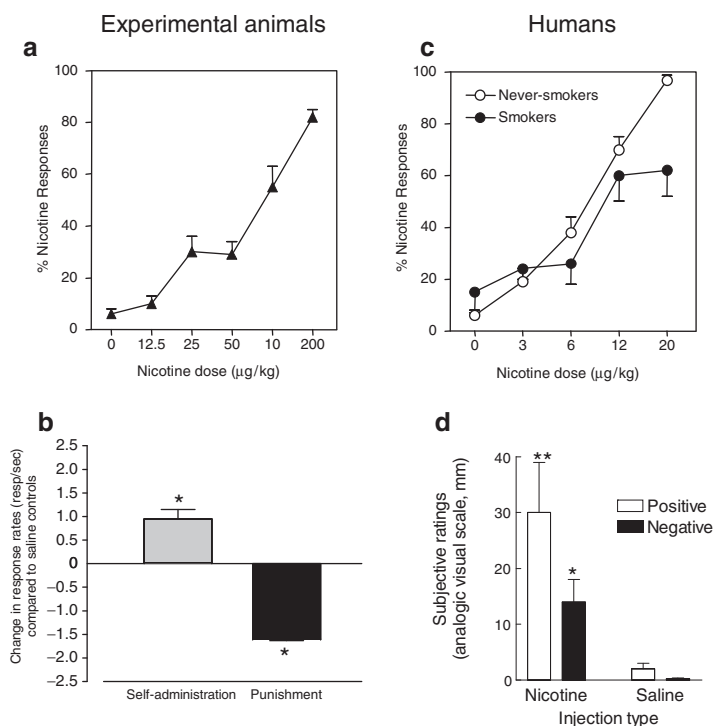 Experimental animals
Humans
a
100
80
60
40
20
0
% Nicotine Responses
0 12.5 25 50 10 200
Nicotine dose (μg/kg)
c
100
80
60
40
20
0
% Nicotine Responses
Never-smokers
Smokers
0 3 6 12 20
Nicotine dose (μg/kg)
b
2.5
2.0
1.5
1.0
0.5
0
−0.5
−1.0
−1.5
−2.0
−2.5
Change in response rates (resp/sec)
compared to saline controls
*
*
Self-administration Punishment
d
40
30
20
10
0
Subjective ratings
(analogic visual scale, mm)
**
*
Positive
Negative
Nicotine Saline
Injection type